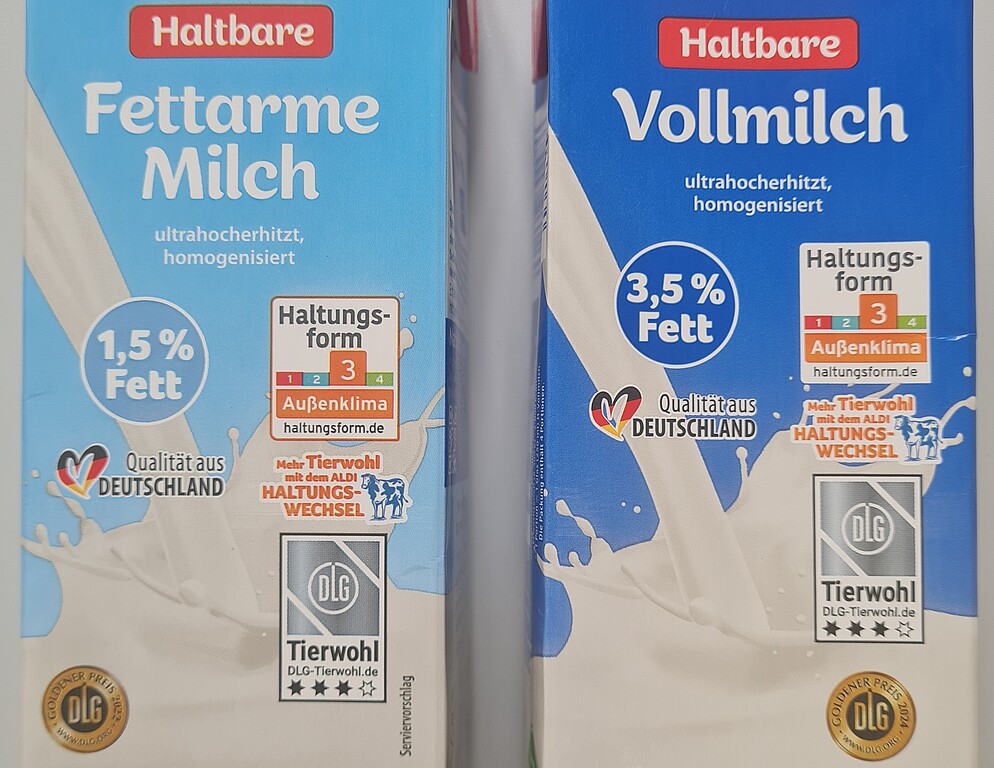 Haltbare
Fettarme
Milch
ultrahocherhitzt,
homogenisiert
1,5 %
Fett
Haltungs-
form
1 2 3 4
Außenklima
haltungsform.de
Qualität aus
DEUTSCHLAND
Mehr Tierwohl
mit dem ALDI
HALTUNGS-
WECHSEL
DLG
Tierwohl
DLG-Tierwohl.de
GOLDENER PREIS 2022
DLG
WWW.DLG.ORG
Serviervorschlag
Haltbare
Vollmilch
ultrahocherhitzt,
homogenisiert
3,5 %
Fett
Haltungs-
form
1 2 3 4
Außenklima
haltungsform.de
Qualität aus
DEUTSCHLAND
Mehr Tierwohl
mit dem ALDI
HALTUNGS-
WECHSEL
DLG
Tierwohl
DLG-Tierwohl.de
GOLDENER PREIS 2024
DLG
WWW.DLG.ORG